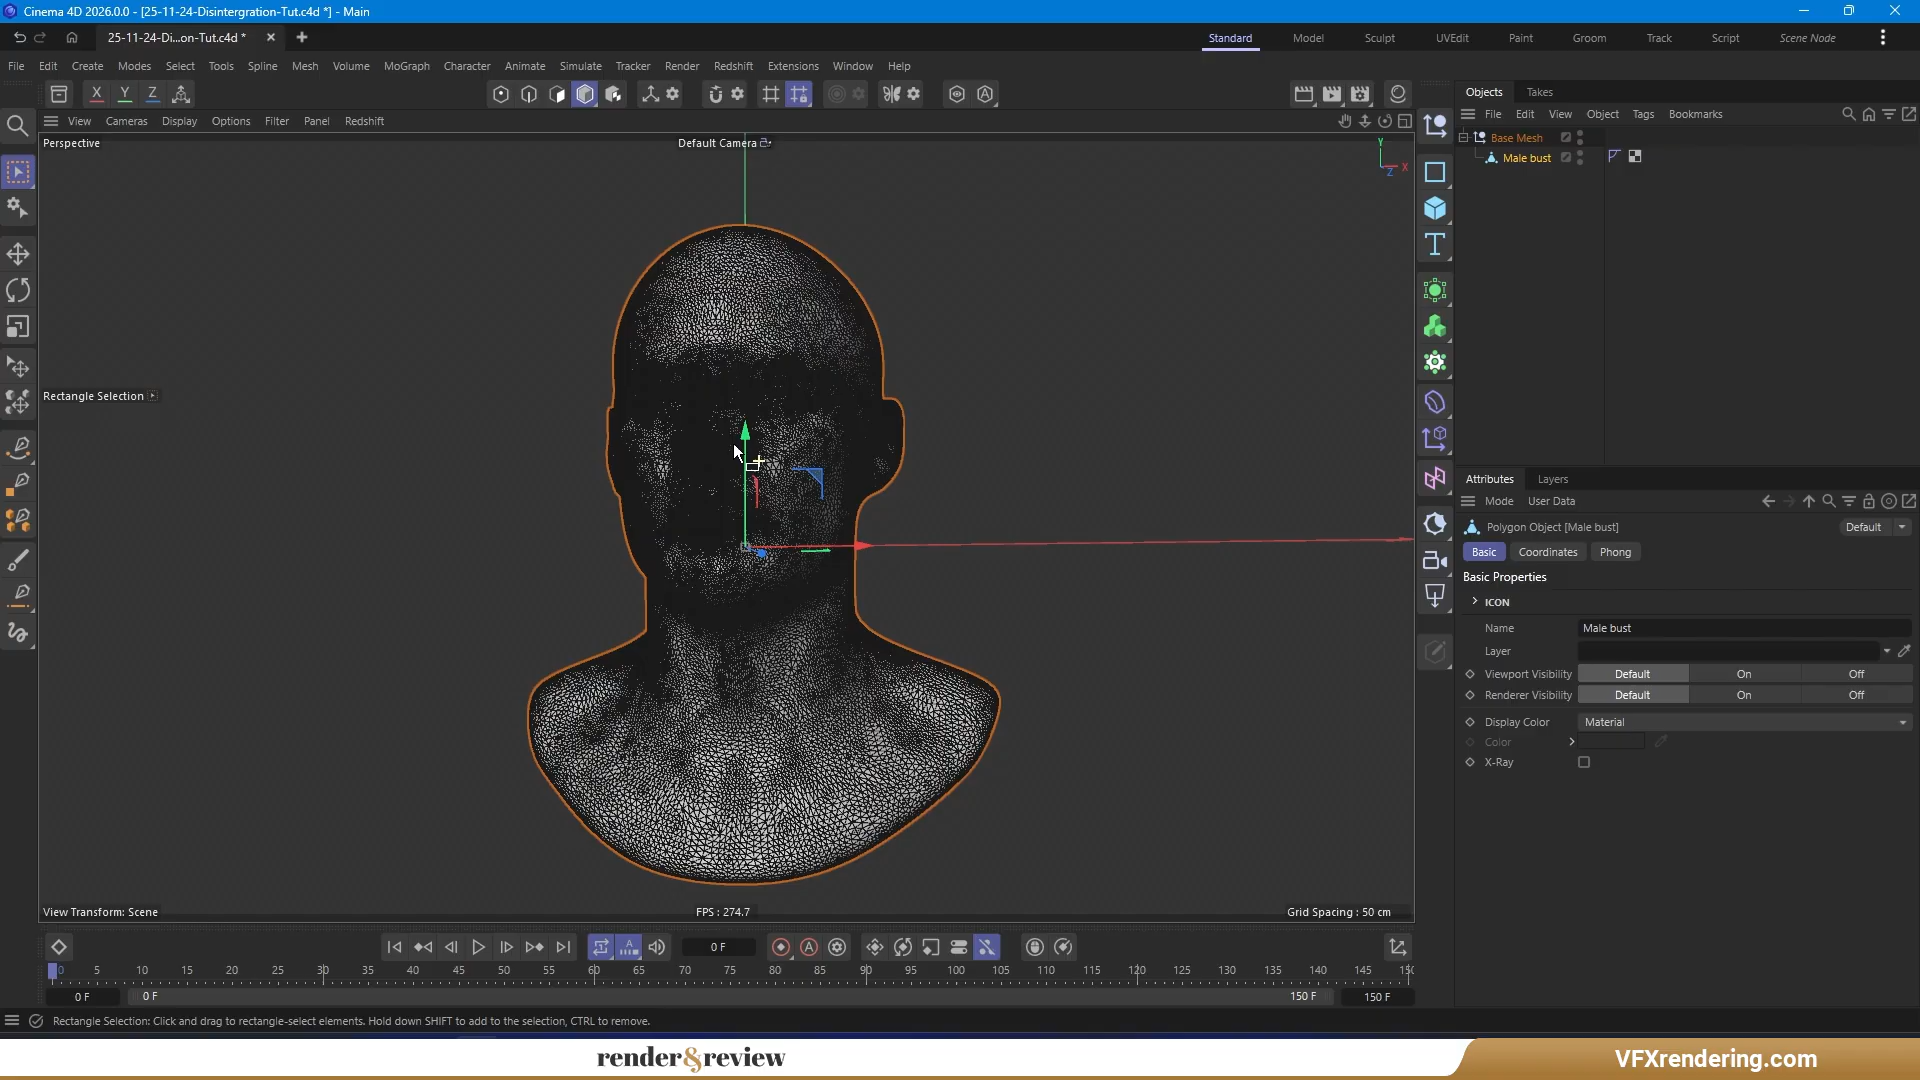 Cinema 4D 2026.0.0 - [25-11-24-Disintergration-Tut.c4d *] - Main
25-11-24-Di...on-Tut.c4d *
Standard Model Sculpt UVEdit Paint Groom Track Script Scene Node
File Edit Create Modes Select Tools Spline Mesh Volume MoGraph Character Animate Simulate Tracker Render Redshift Extensions Window Help
X Y Z
Objects Takes
View Cameras Display Options Filter Panel Redshift
File Edit View Object Tags Bookmarks
Perspective
Default Camera
Y
X
Z
Base Mesh
Male bust
Rectangle Selection
Attributes Layers
Mode User Data
Polygon Object [Male bust]
Default
Basic Coordinates Phong
Basic Properties
ICON
Name Male bust
Layer
Viewport Visibility Default On Off
Renderer Visibility Default On Off
Display Color Material
Color
X-Ray
View Transform: Scene
FPS : 274.7
Grid Spacing : 50 cm
0 F
0 5 10 15 20 25 30 35 40 45 50 55 60 65 70 75 80 85 90 95 100 105 110 115 120 125 130 135 140 145 150
0 F 0 F 150 F 150 F
Rectangle Selection: Click and drag to rectangle-select elements. Hold down SHIFT to add to the selection, CTRL to remove.
render&review
VFXrendering.com